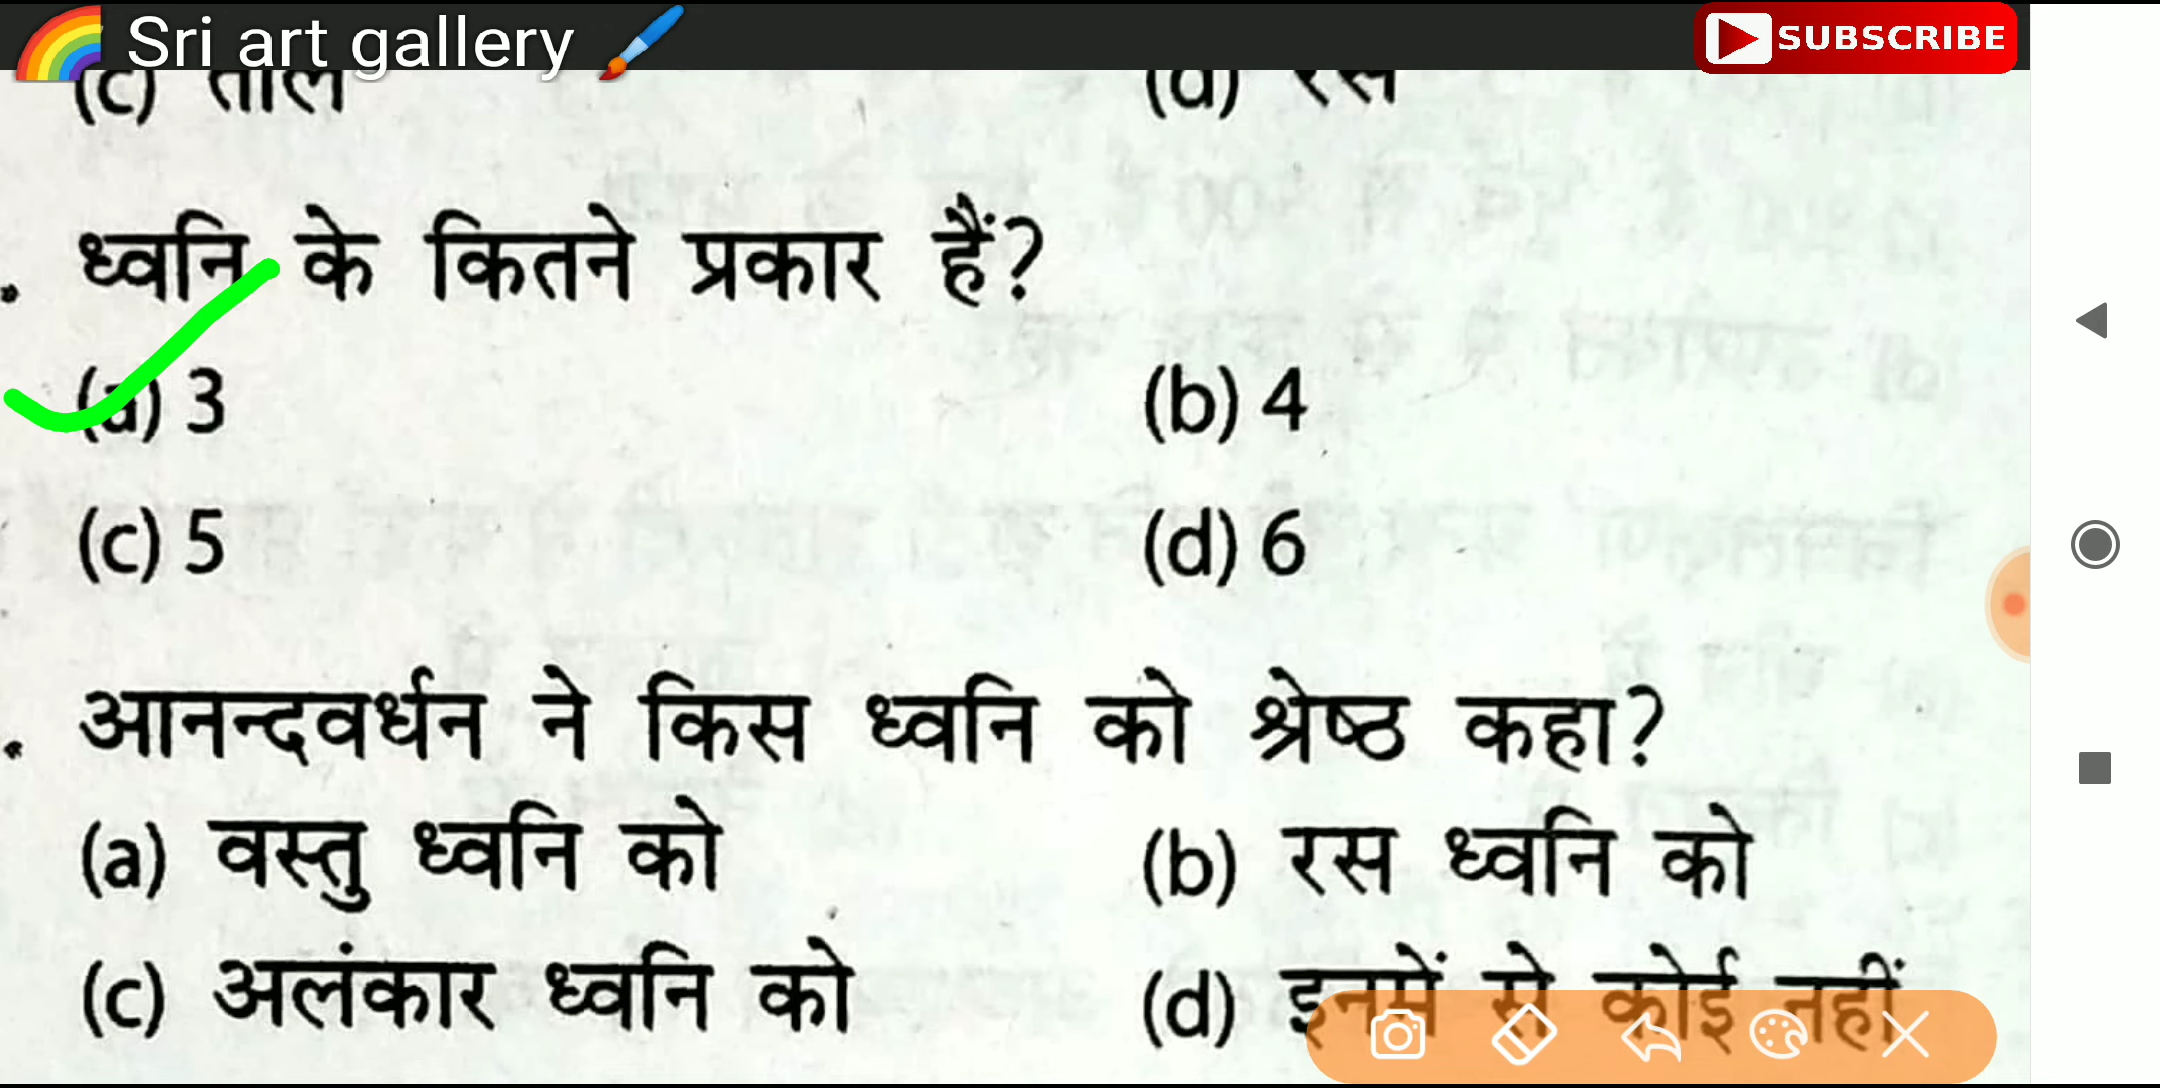 Sri art gallery
SUBSCRIBE
(c) ताल (d) रस
ध्वनि के कितने प्रकार हैं?
(a) 3 (b) 4
(c) 5 (d) 6
आनन्दवर्धन ने किस ध्वनि को श्रेष्ठ कहा?
(a) वस्तु ध्वनि को (b) रस ध्वनि को
(c) अलंकार ध्वनि को (d) इनमें से कोई नहीं